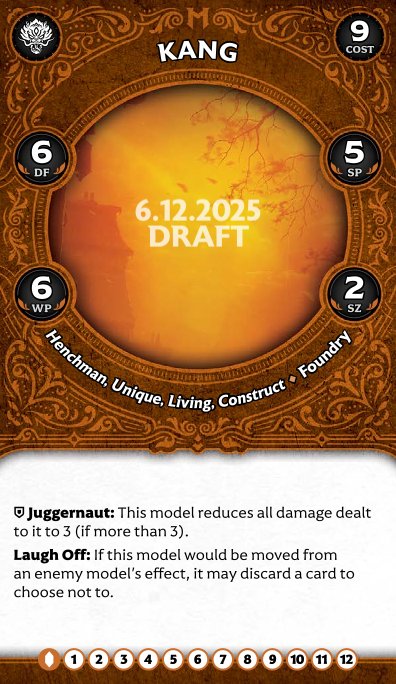 KANG
9
COST
6
DF
5
SP
6.12.2025
DRAFT
6
WP
2
SZ
Henchman, Unique, Living, Construct ♦ Foundry
Juggernaut: This model reduces all damage dealt
to it to 3 (if more than 3).
Laugh Off: If this model would be moved from
an enemy model’s effect, it may discard a card to
choose not to.
1 2 3 4 5 6 7 8 9 10 11 12